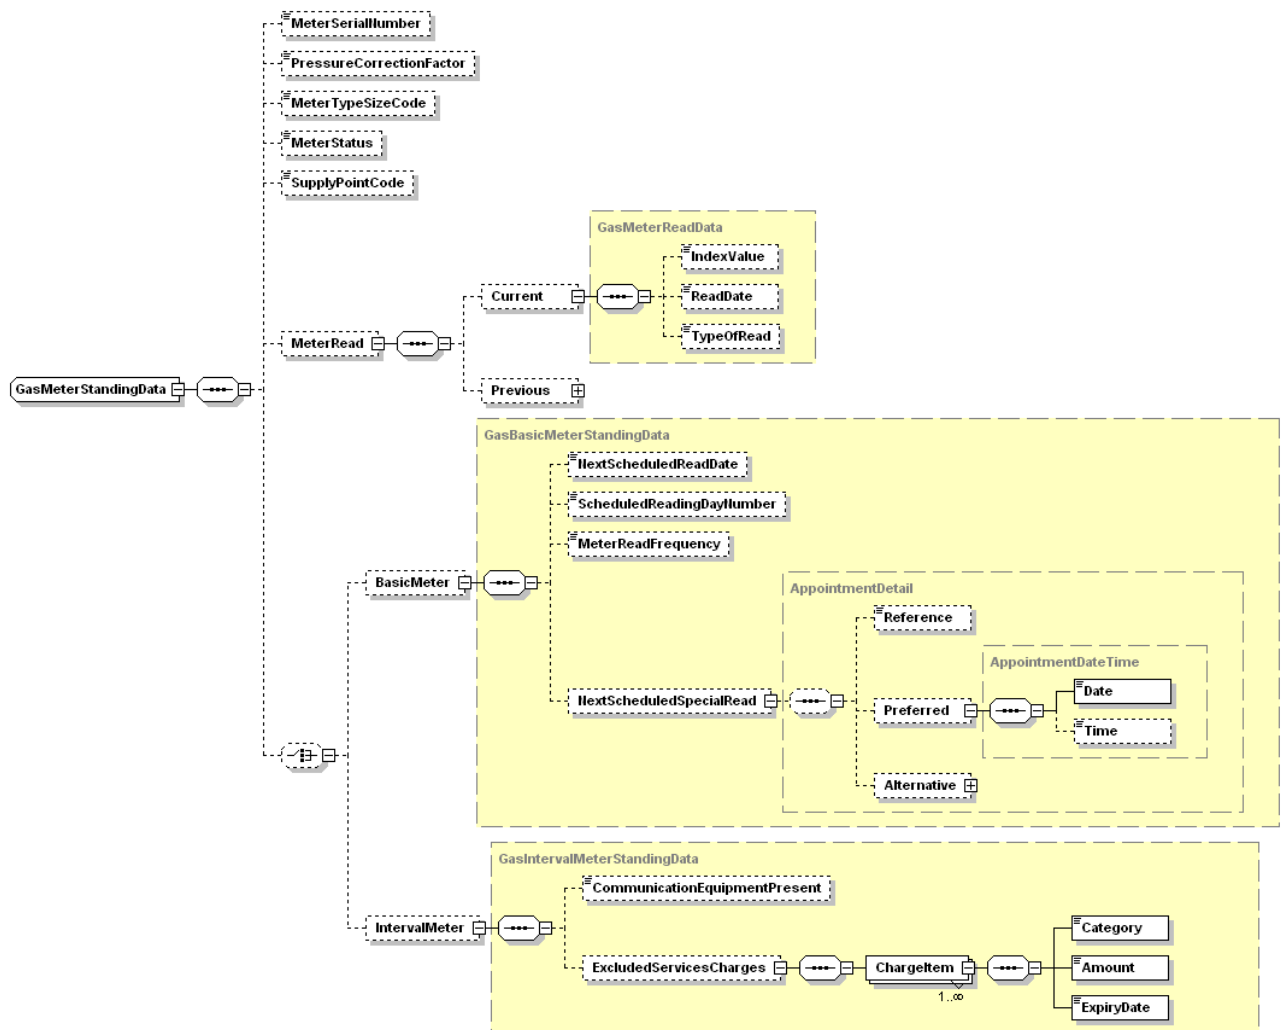 MeterSerialNumber
PressureCorrectionFactor
MeterTypeSizeCode
MeterStatus
SupplyPointCode
GasMeterReadData
IndexValue
Current
ReadDate
TypeOfRead
MeterRead
GasMeterStandingData
Previous
GasBasicMeterStandingData
NextScheduledReadDate
ScheduledReadingDayNumber
MeterReadFrequency
BasicMeter
AppointmentDetail
Reference
AppointmentDateTime
Date
NextScheduledSpecialRead
Preferred
Time
Alternative
GasIntervalMeterStandingData
CommunicationEquipmentPresent
IntervalMeter
Category
ExcludedServicesCharges
ChargeItem
Amount
1..∞
ExpiryDate